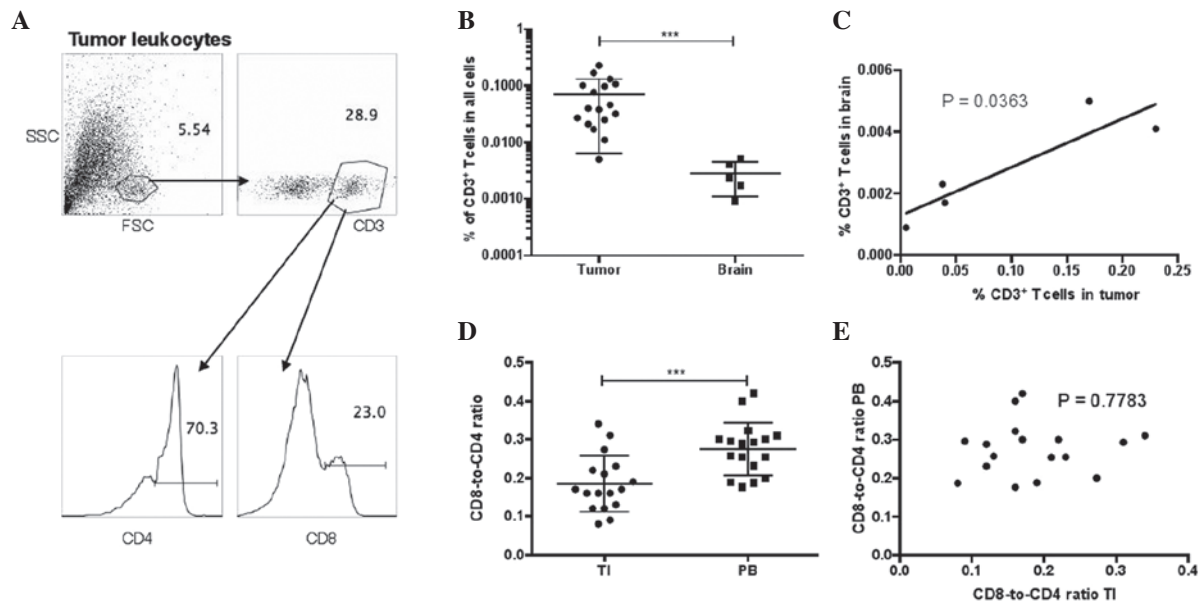 A
Tumor leukocytes
SSC
5.54
FSC
28.9
CD3
70.3
CD4
23.0
CD8
B
% of CD3⁺ T cells in all cells
1
0.1000
0.0100
0.0010
0.0001
***
Tumor
Brain
C
% CD3⁺ T cells in brain
0.006
0.004
0.002
0.000
P = 0.0363
0.00
0.05
0.10
0.15
0.20
0.25
% CD3⁺ T cells in tumor
D
CD8-to-CD4 ratio
0.5
0.4
0.3
0.2
0.1
0.0
***
TI
PB
E
CD8-to-CD4 ratio PB
0.5
0.4
0.3
0.2
0.1
0.0
P = 0.7783
0.0
0.1
0.2
0.3
0.4
CD8-to-CD4 ratio TI